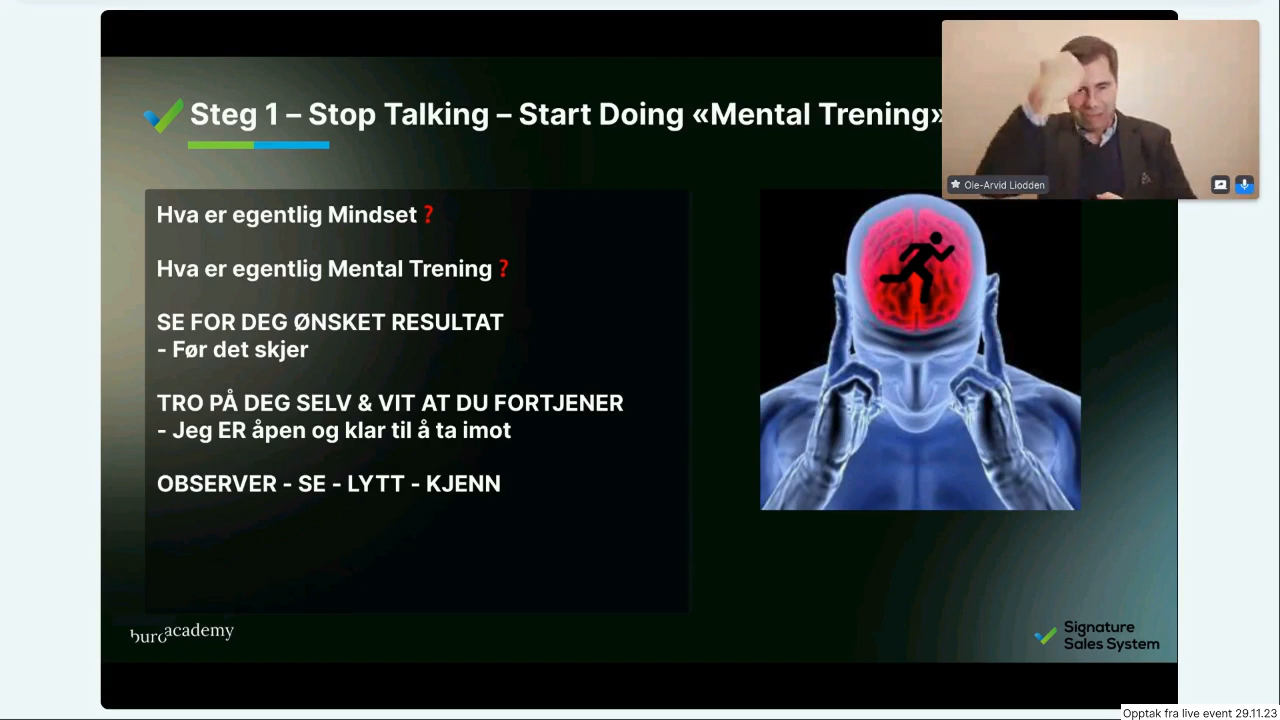 Steg 1 – Stop Talking – Start Doing «Mental Trening»
Ole-Arvid Liodden
Hva er egentlig Mindset ?
Hva er egentlig Mental Trening ?
SE FOR DEG ØNSKET RESULTAT
- Før det skjer
TRO PÅ DEG SELV & VIT AT DU FORTJENER
- Jeg ER åpen og klar til å ta imot
OBSERVER - SE - LYTT - KJENN
buro academy
Signature
Sales System
Opptak fra live event 29.11.23